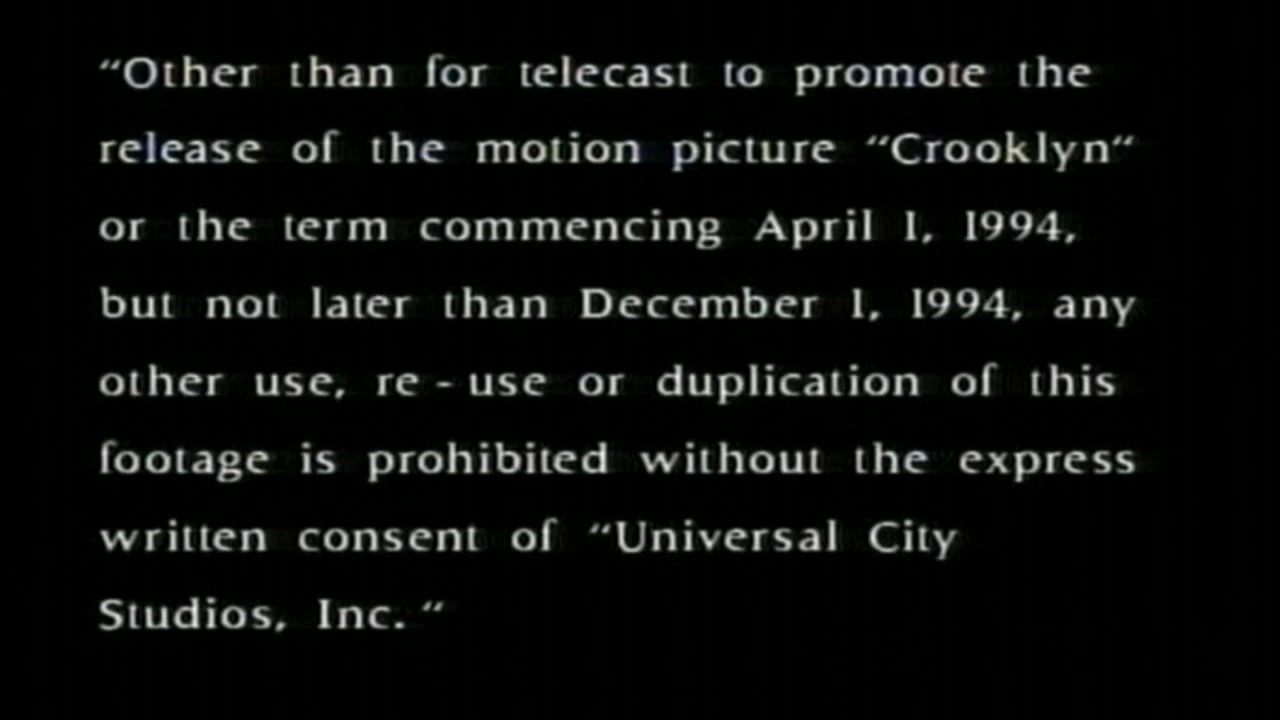 “Other than for telecast to promote the
release of the motion picture “Crooklyn“
or the term commencing April 1, 1994,
but not later than December 1, 1994, any
other use, re - use or duplication of this
footage is prohibited without the express
written consent of “Universal City
Studios, Inc. “